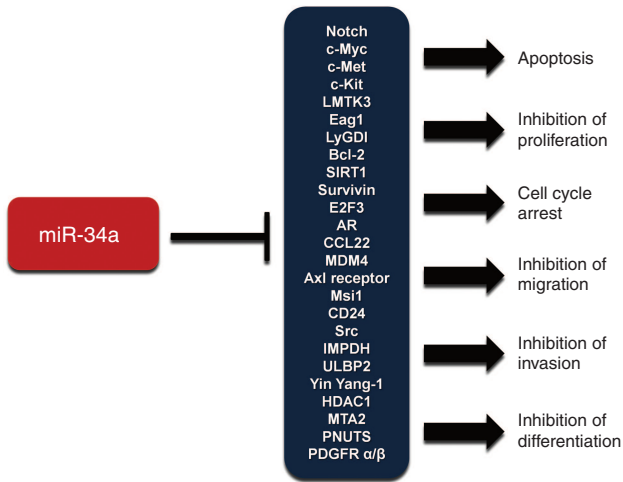 miR-34a
Notch
c-Myc
c-Met
c-Kit
LMTK3
Eag1
LyGDI
Bcl-2
SIRT1
Survivin
E2F3
AR
CCL22
MDM4
Axl receptor
Msi1
CD24
Src
IMPDH
ULBP2
Yin Yang-1
HDAC1
MTA2
PNUTS
PDGFR α/β
Apoptosis
Inhibition of
proliferation
Cell cycle
arrest
Inhibition of
migration
Inhibition of
invasion
Inhibition of
differentiation